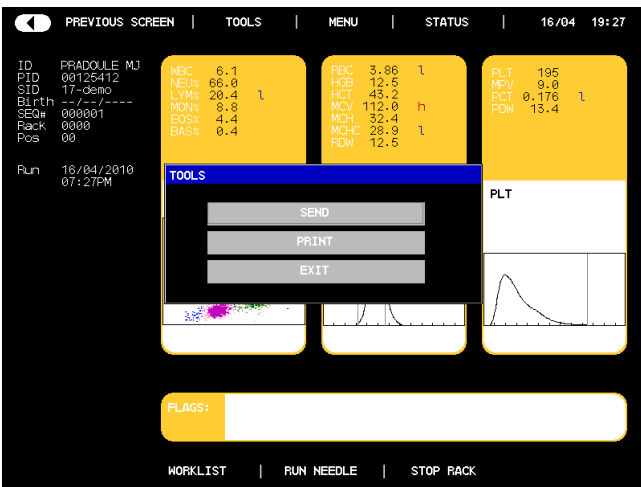 PREVIOUS SCREEN | TOOLS | MENU | STATUS | 16/04 19:27
ID PRADOULE MJ
PID 00125412
SID 17-demo
Birth --/--/----
SEQ# 000001
Rack 0000
Pos 00
Run 16/04/2010
07:27PM
WBC 6.1
NEU% 66.0
LYM% 20.4 l
MON% 8.8
EOS% 4.4
BAS% 0.4
RBC 3.86 l
HGB 12.5
HCT 43.2
MCV 112.0 h
MCH 32.4
MCHC 28.9 l
RDW 12.5
PLT 195
MPV 9.0
PCT 0.176 l
PDW 13.4
TOOLS
SEND
PRINT
EXIT
PLT
FLAGS:
WORKLIST | RUN NEEDLE | STOP RACK